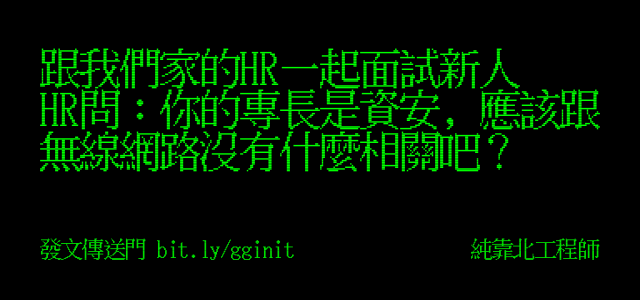 跟我們家的HR一起面試新人
HR問：你的專長是資安，應該跟
無線網路沒有什麼相關吧？
發文傳送門 bit.ly/gginit
純靠北工程師